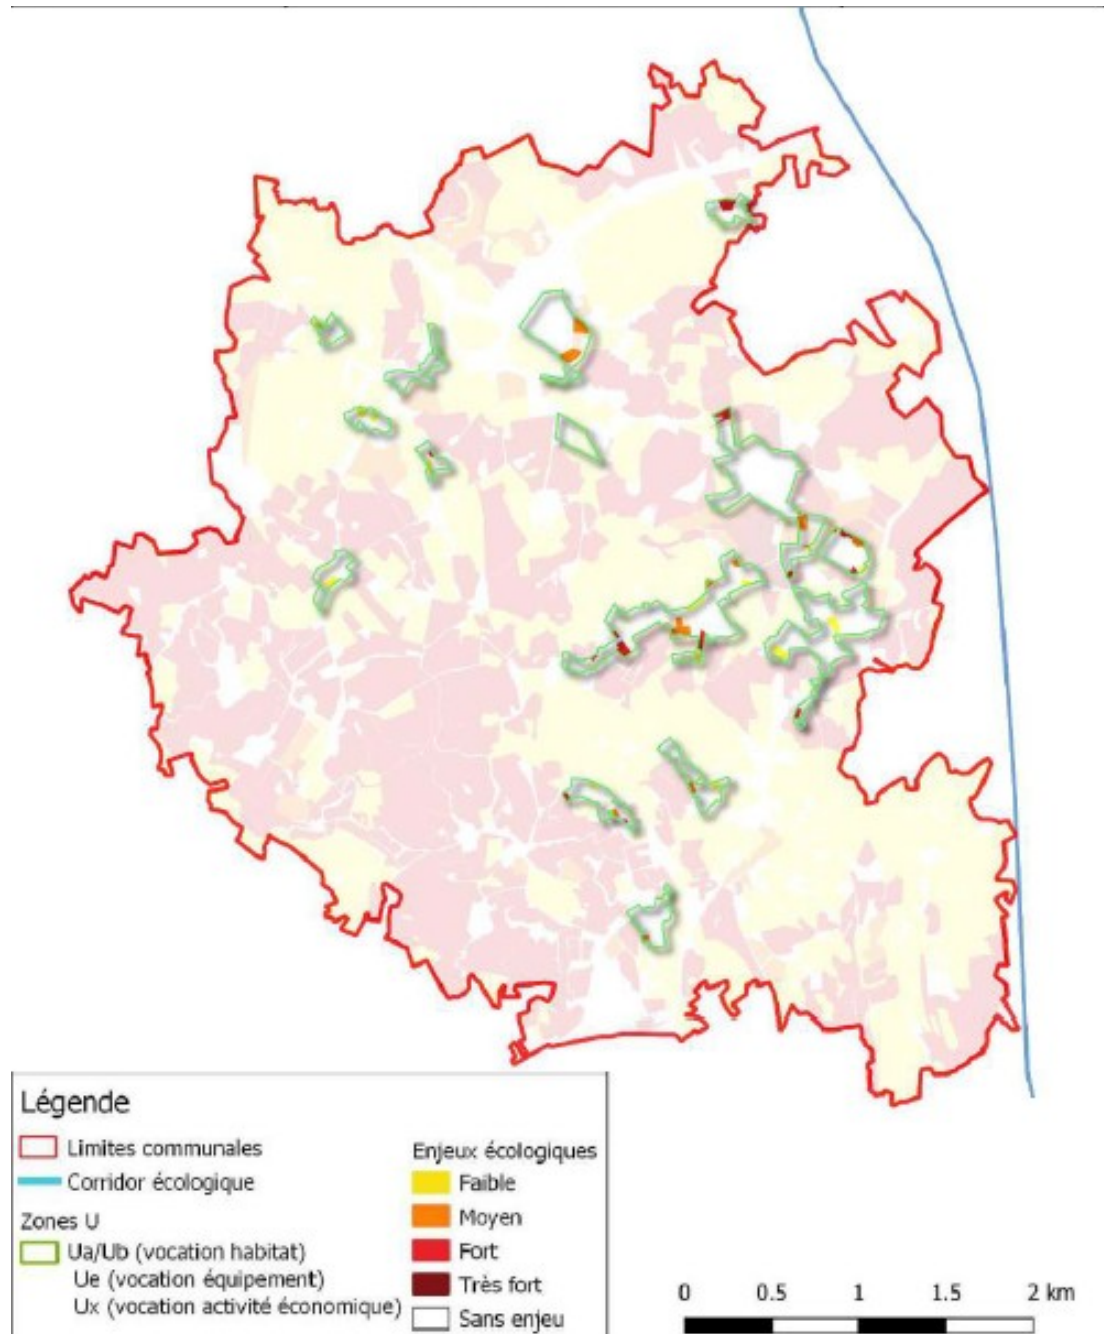 Légende
Limites communales
Corridor écologique
Zones U
Ua/Ub (vocation habitat)
Ue (vocation équipement)
Ux (vocation activité économique)
Enjeux écologiques
Faible
Moyen
Fort
Très fort
Sans enjeu
0 0.5 1 1.5 2 km